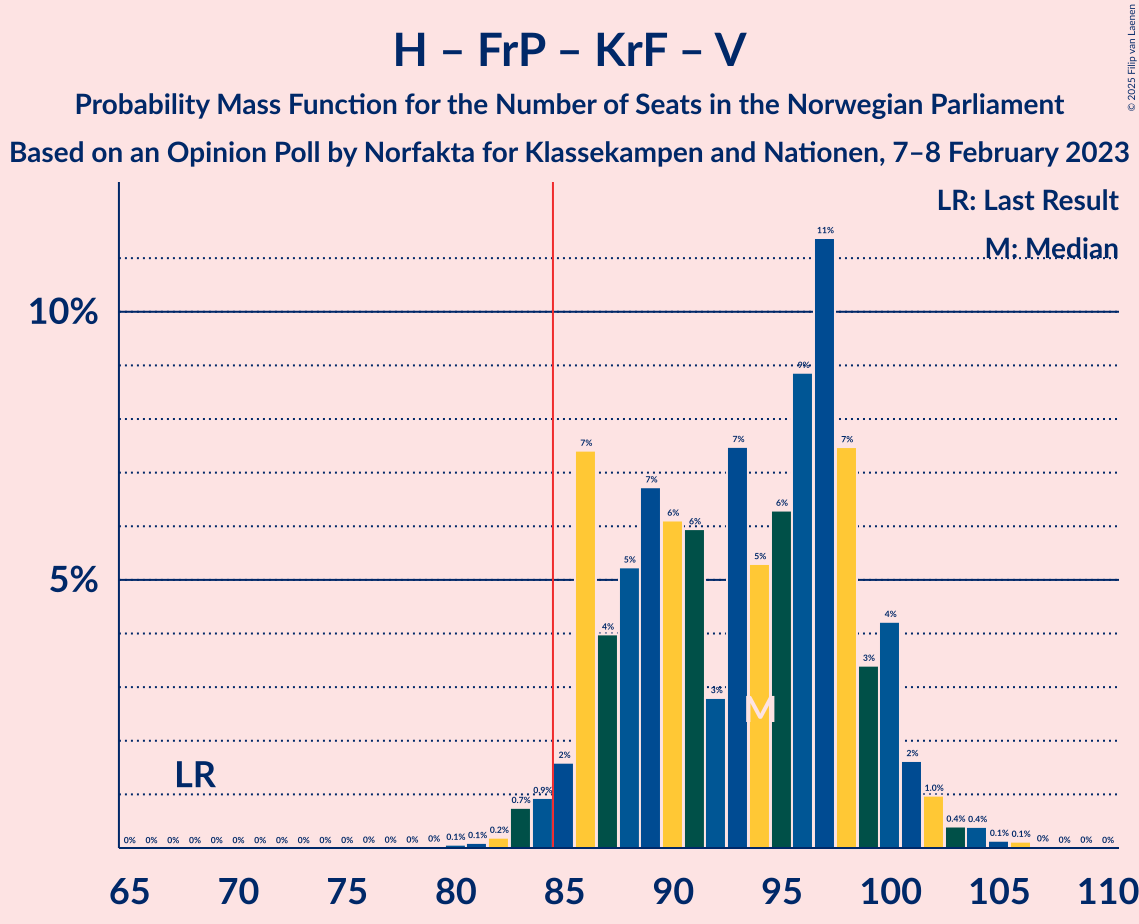 H – FrP – KrF – V
Probability Mass Function for the Number of Seats in the Norwegian Parliament
Based on an Opinion Poll by Norfakta for Klassekampen and Nationen, 7–8 February 2023
© 2025 Filip van Laenen
LR: Last Result
M: Median
11%
10%
9%
7% 7% 7% 7%
6% 6% 6%
5% 5%
5%
4% 4%
3% 3%
M
LR
2% 2%
0.7% 0.9% 1.0%
0% 0% 0% 0% 0% 0% 0% 0% 0% 0% 0% 0% 0% 0% 0% 0.1% 0.1% 0.2% 0.4% 0.4% 0.1% 0.1% 0% 0% 0% 0%
65 70 75 80 85 90 95 100 105 110